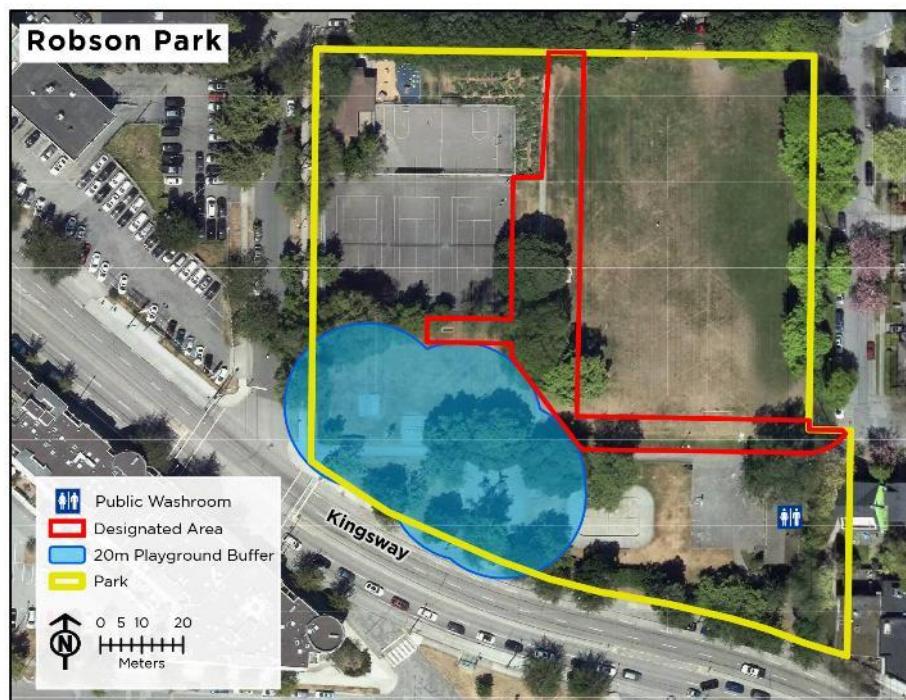 Robson Park
Kingsway
Public Washroom
Designated Area
20m Playground Buffer
Park
N
0 5 10 20
Meters